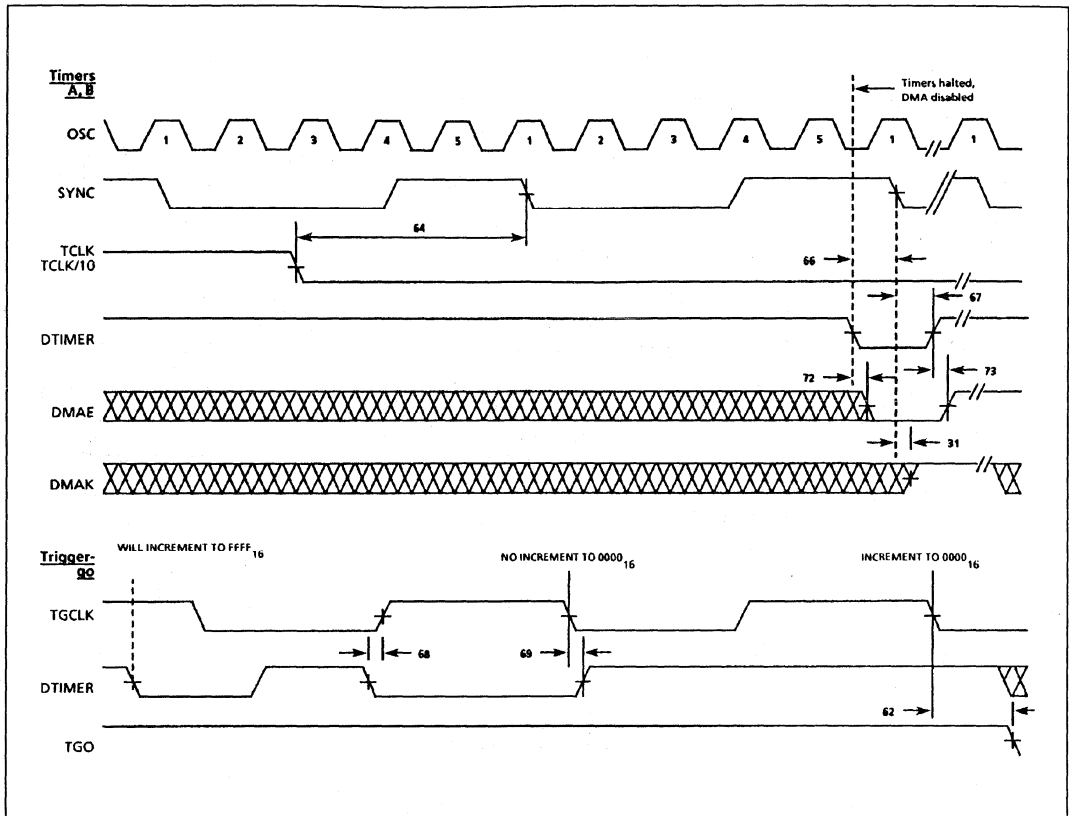 Timers
A, B
Timers halted,
DMA disabled
OSC
1 2 3 4 5 1 2 3 4 5 1 1
SYNC
64
TCLK
TCLK/10
66
67
DTIMER
72
73
DMAE
31
DMAK
Trigger-
go
WILL INCREMENT TO FFFF16
NO INCREMENT TO 000016
INCREMENT TO 000016
TGCLK
68
69
DTIMER
62
TGO